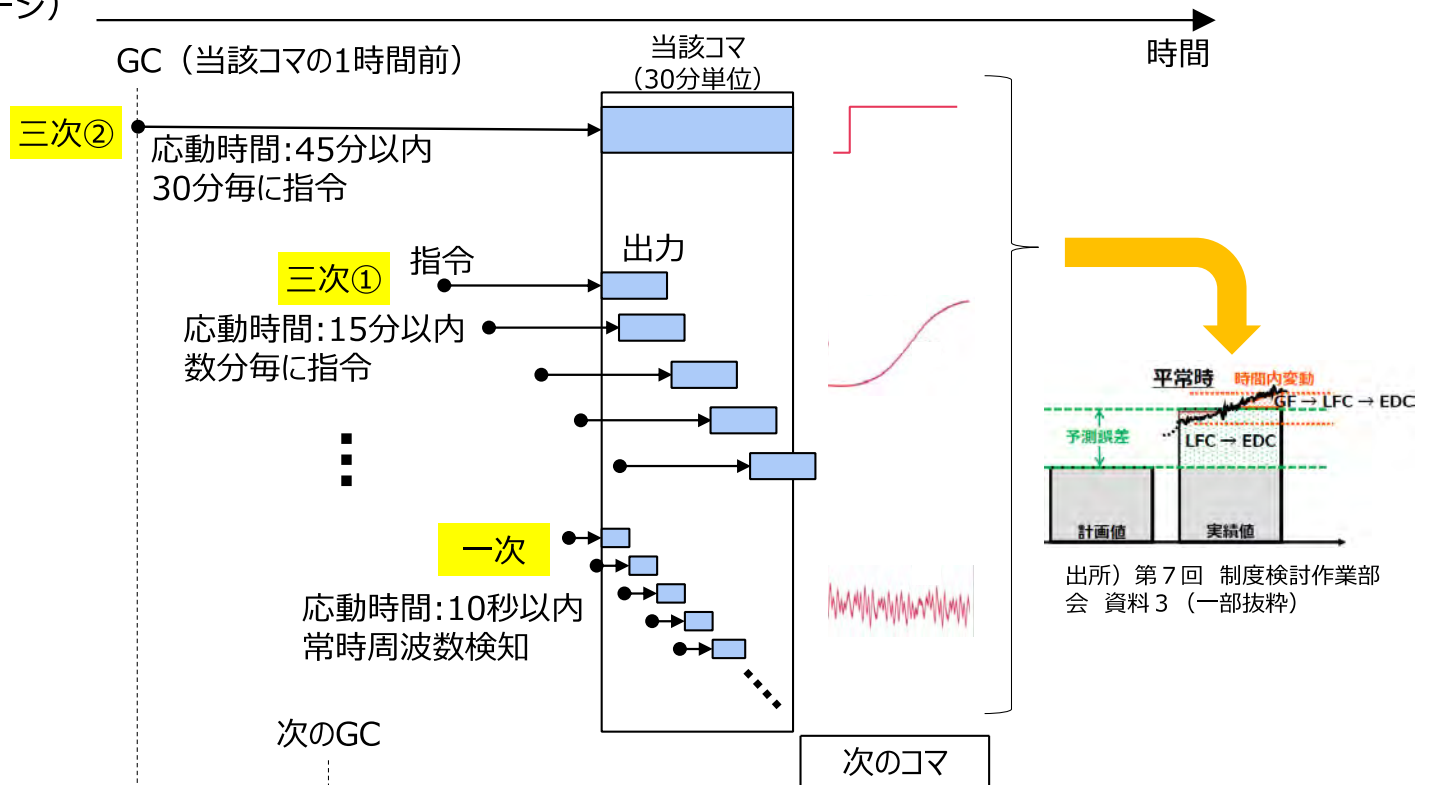 ージ）
時間
GC（当該コマの1時間前）
当該コマ
（30分単位）
三次②
応動時間:45分以内
30分毎に指令
三次①
指令
出力
応動時間:15分以内
数分毎に指令
平常時
時間内変動
GF → LFC → EDC
予測誤差
LFC → EDC
計画値
実績値
一次
応動時間:10秒以内
常時周波数検知
出所）第７回 制度検討作業部
会 資料３（一部抜粋）
次のGC
次のコマ